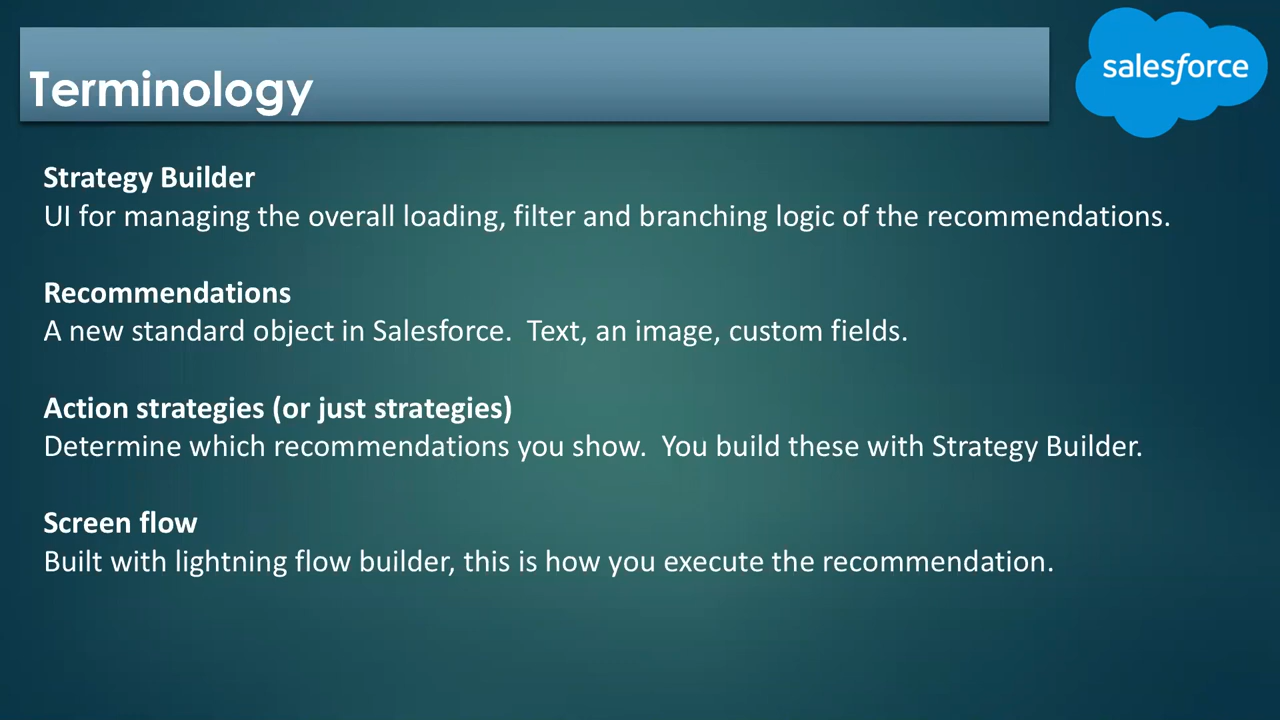 Terminology
salesforce
Strategy Builder
UI for managing the overall loading, filter and branching logic of the recommendations.
Recommendations
A new standard object in Salesforce.  Text, an image, custom fields.
Action strategies (or just strategies)
Determine which recommendations you show.  You build these with Strategy Builder.
Screen flow
Built with lightning flow builder, this is how you execute the recommendation.